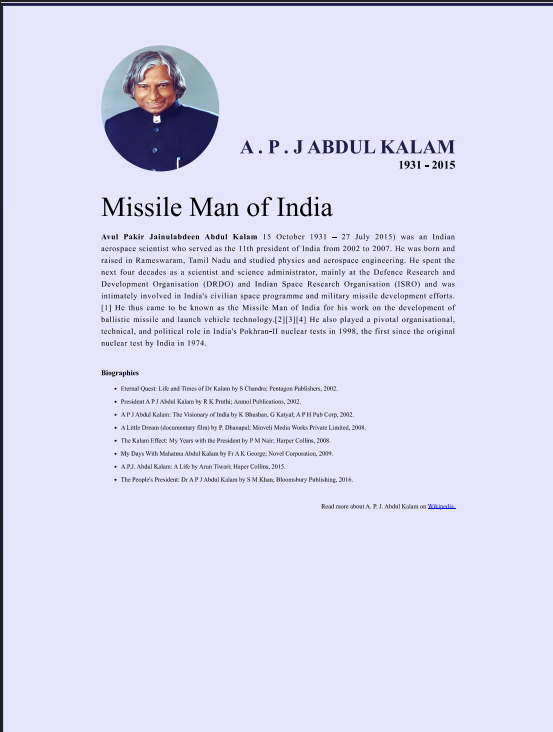 A . P . J ABDUL KALAM
1931 - 2015
Missile Man of India
Avul Pakir Jainulabdeen Abdul Kalam 15 October 1931 – 27 July 2015) was an Indian
aerospace scientist who served as the 11th president of India from 2002 to 2007. He was born and
raised in Rameswaram, Tamil Nadu and studied physics and aerospace engineering. He spent the
next four decades as a scientist and science administrator, mainly at the Defence Research and
Development Organisation (DRDO) and Indian Space Research Organisation (ISRO) and was
intimately involved in India's civilian space programme and military missile development efforts.
[1] He thus came to be known as the Missile Man of India for his work on the development of
ballistic missile and launch vehicle technology.[2][3][4] He also played a pivotal organisational,
technical, and political role in India's Pokhran-II nuclear tests in 1998, the first since the original
nuclear test by India in 1974.
Biographies
• Eternal Quest: Life and Times of Dr Kalam by S Chandra; Pentagon Publishers, 2002.
• President A P J Abdul Kalam by R K Pruthi; Anmol Publications, 2002.
• A P J Abdul Kalam: The Visionary of India by K Bhushan, G Katyal; A P H Pub Corp, 2002.
• A Little Dream (documentary film) by P. Dhanapal; Minveli Media Works Private Limited, 2008.
• The Kalam Effect: My Years with the President by P M Nair; Harper Collins, 2008.
• My Days With Mahatma Abdul Kalam by Fr A K George; Novel Corporation, 2009.
• A.P.J. Abdul Kalam: A Life by Arun Tiwari; Haper Collins, 2015.
• The People's President: Dr A P J Abdul Kalam by S M Khan; Bloomsbury Publishing, 2016.
Read more about A. P. J. Abdul Kalam on Wikipedia.